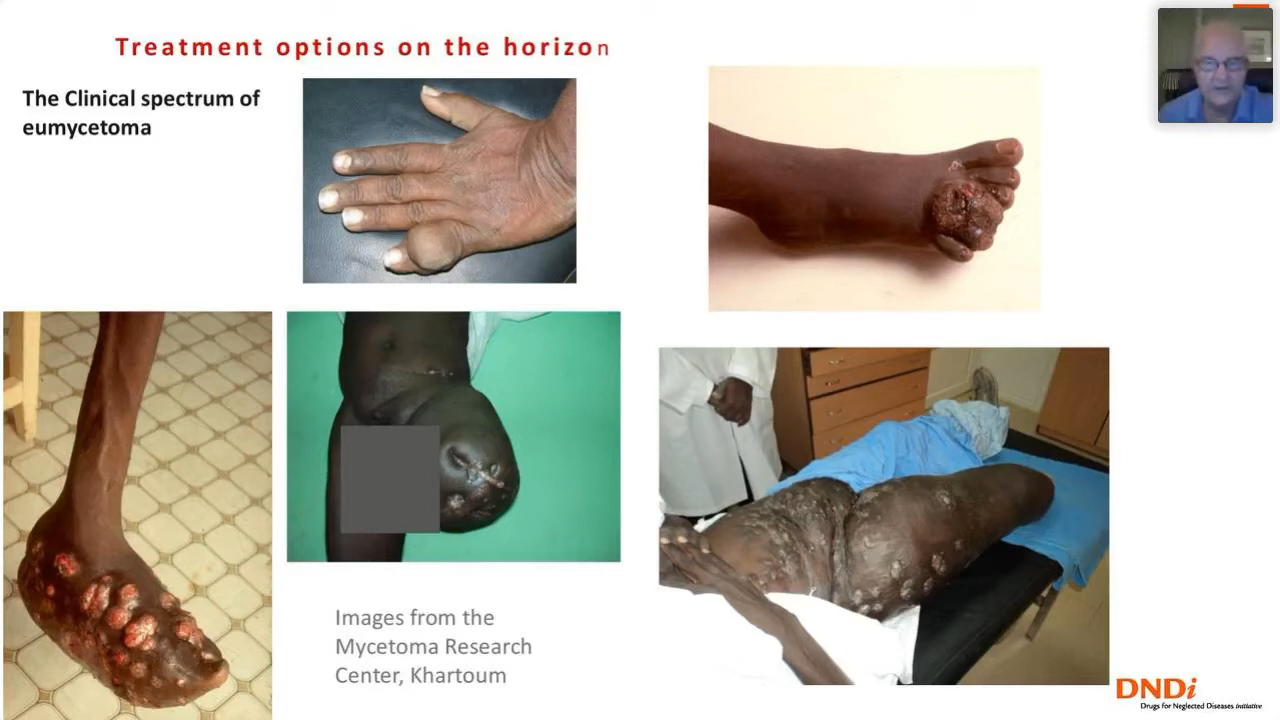 Treatment options on the horizon
The Clinical spectrum of
eumycetoma
Images from the
Mycetoma Research
Center, Khartoum
DNDi
Drugs for Neglected Diseases initiative